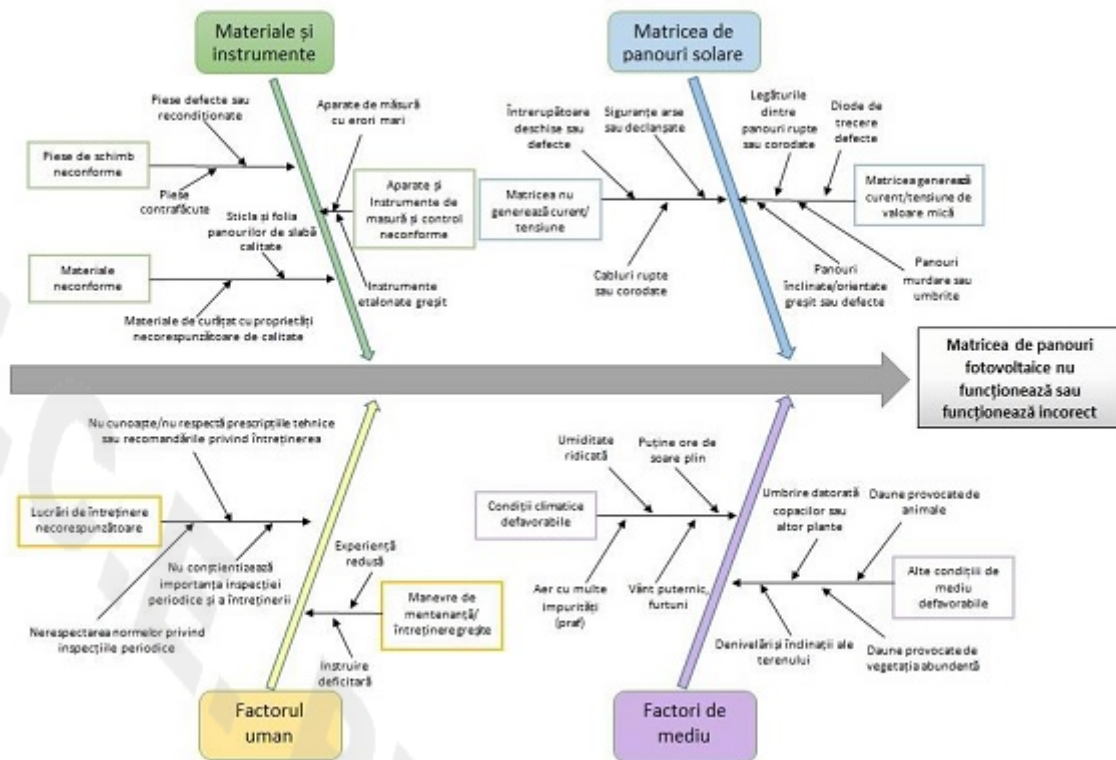 Materiale și
instrumente
Matricea de
panouri solare
Piese defecte sau
recondiționate
Aparate de măsură
cu erori mari
Piese de schimb
neconforme
Piese
contrafăcute
Aparate și
Instrumente de
masură și control
neconforme
Sticla și folia
panourilor de slabă
calitate
Materiale
neconforme
Instrumente
etalonate greșit
Materiale de curățat cu proprietăți
necorespunzătoare de calitate
Întrerupătoare
deschise sau
defecte
Siguranțe arse
sau declanșate
Legăturile
dintre
panouri rupte
sau corodate
Diode de
trecere
defecte
Matricea nu
generează curent/
tensiune
Matricea generează
curent/tensiune de
valoare mică
Cabluri rupte
sau corodate
Panouri
înclinate/orientate
greșit sau defecte
Panouri
murdare sau
umbrite
Matricea de panouri
fotovoltaice nu
funcționează sau
funcționează incorect
Nu cunoaște/nu respectă prescripțiile tehnice
sau recomandările privind întreținerea
Lucrări de întreținere
necorespunzătoare
Nu conștientizează
importanța inspecției
periodice și a întreținerii
Nerespectarea normelor privind
inspecțiile periodice
Experiență
redusă
Manevre de
mentenanță/
întreținere greșite
Instruire
deficitară
Umiditate
ridicată
Puține ore de
soare plin
Condiții climatice
defavorabile
Aer cu multe
impurități
(praf)
Vânt puternic,
furtuni
Umbrire datorată
copacilor sau
altor plante
Daune provocate de
animale
Alte condițiii de
mediu
defavorabile
Denivelări și înclinații ale
terenului
Daune provocate de
vegetația abundentă
Factorul
uman
Factori de
mediu